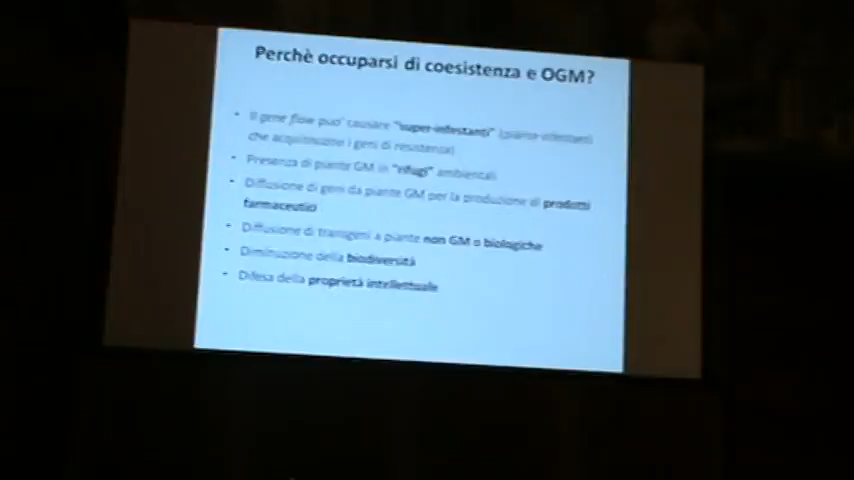 Perchè occuparsi di coesistenza e OGM?
• Il gene flow puo' causare "super-infestanti" (piante infestanti
che acquisiscono i geni di resistenza)
• Presenza di piante GM in "rifugi" ambientali
• Diffusione di geni da piante GM per la produzione di prodotti
farmaceutici
• Diffusione di transgeni a piante non GM o biologiche
• Diminuzione della biodiversità
• Difesa della proprietà intellettuale